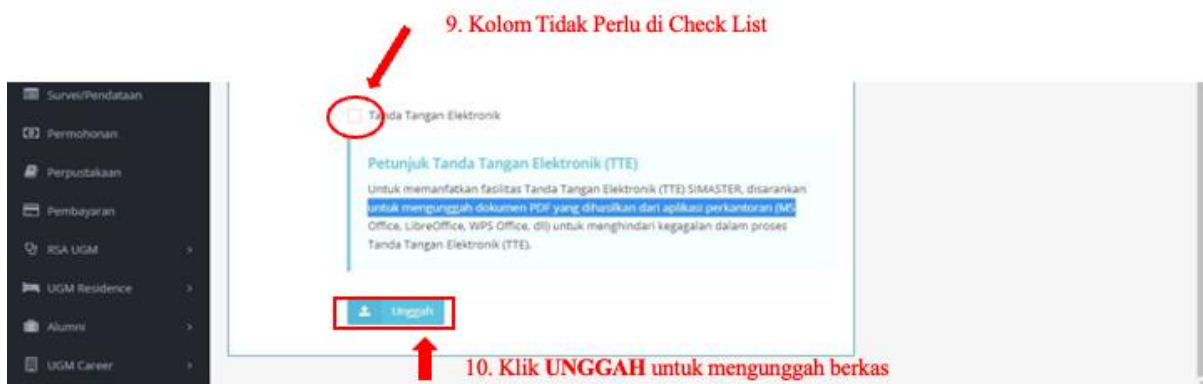 9. Kolom Tidak Perlu di Check List
Survei/Pendataan
Permohonan
Perpustakaan
Pembayaran
RSA UGM
UGM Residence
Alumni
UGM Career
Tanda Tangan Elektronik
Petunjuk Tanda Tangan Elektronik (TTE)
Untuk memanfatkan fasilitas Tanda Tangan Elektronik (TTE) SIMASTER, disarankan
untuk mengunggah dokumen PDF yang dihasilkan dari aplikasi perkantoran (MS
Office, LibreOffice, WPS Office, dll) untuk menghindari kegagalan dalam proses
Tanda Tangan Elektronik (TTE).
Unggah
10. Klik UNGGAH untuk mengunggah berkas